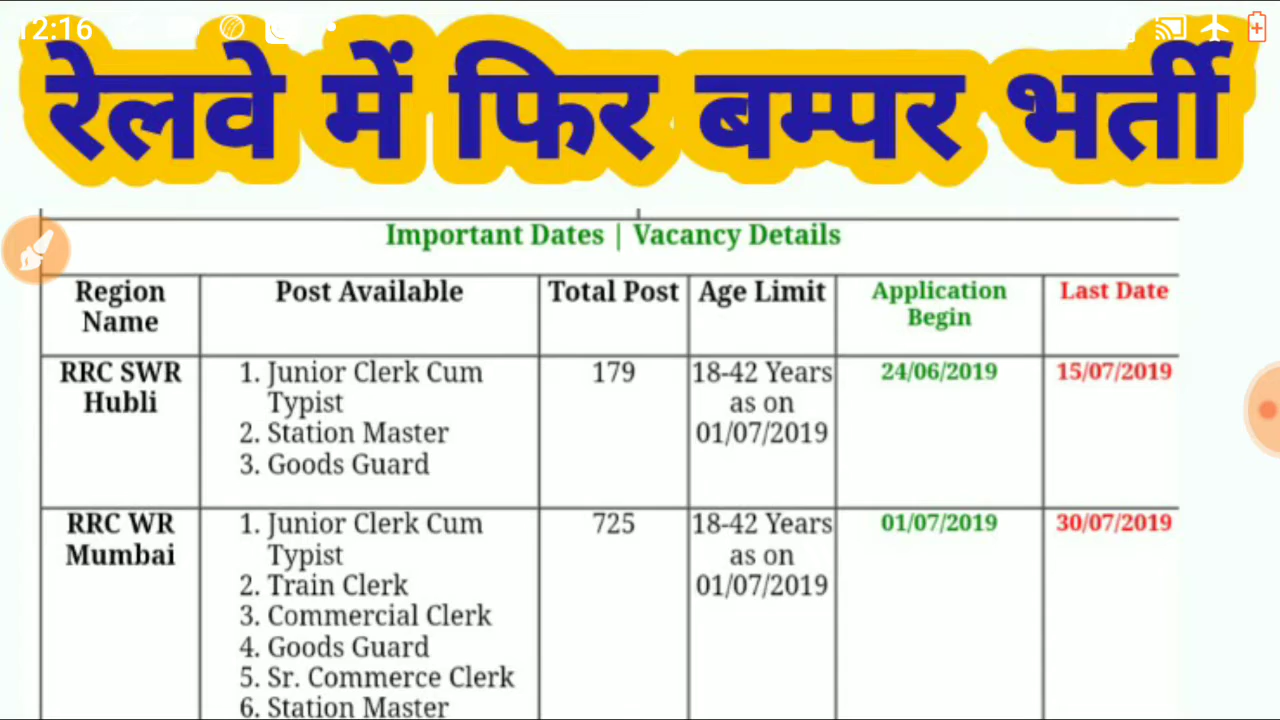 12:16
रेलवे में फिर बम्पर भर्ती
Important Dates | Vacancy Details
Region Name
Post Available
Total Post
Age Limit
Application Begin
Last Date
RRC SWR Hubli
1. Junior Clerk Cum Typist
2. Station Master
3. Goods Guard
179
18-42 Years
as on
01/07/2019
24/06/2019
15/07/2019
RRC WR Mumbai
1. Junior Clerk Cum Typist
2. Train Clerk
3. Commercial Clerk
4. Goods Guard
5. Sr. Commerce Clerk
6. Station Master
725
18-42 Years
as on
01/07/2019
01/07/2019
30/07/2019